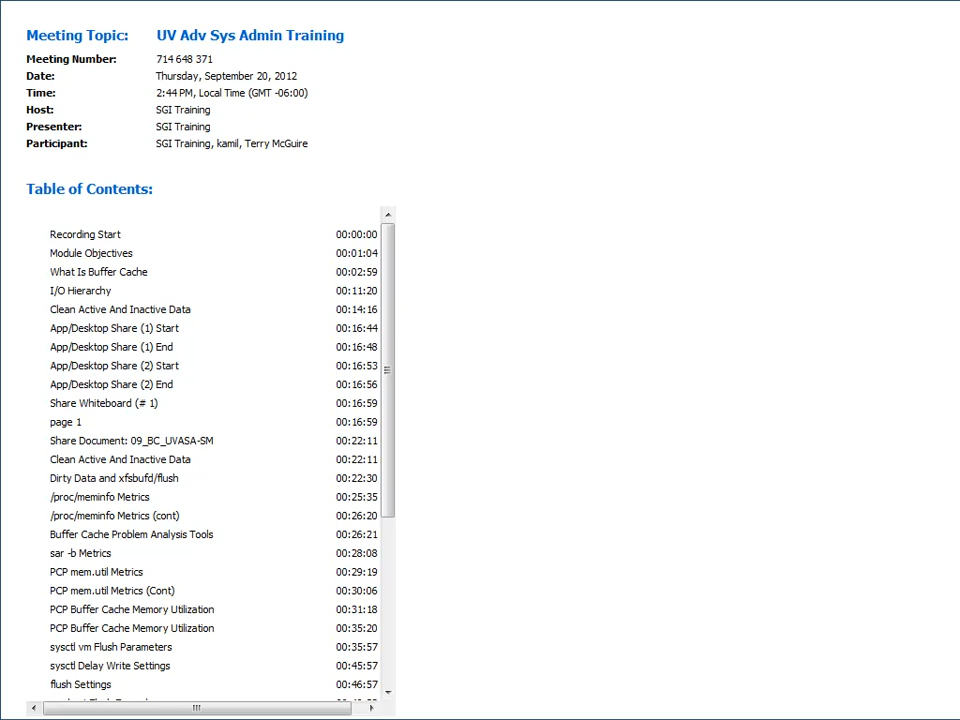 Meeting Topic: UV Adv Sys Admin Training
Meeting Number: 714 648 371
Date: Thursday, September 20, 2012
Time: 2:44 PM, Local Time (GMT -06:00)
Host: SGI Training
Presenter: SGI Training
Participant: SGI Training, kamil, Terry McGuire
Table of Contents:
Recording Start 00:00:00
Module Objectives 00:01:04
What Is Buffer Cache 00:02:59
I/O Hierarchy 00:11:20
Clean Active And Inactive Data 00:14:16
App/Desktop Share (1) Start 00:16:44
App/Desktop Share (1) End 00:16:48
App/Desktop Share (2) Start 00:16:53
App/Desktop Share (2) End 00:16:56
Share Whiteboard (# 1) 00:16:59
page 1 00:16:59
Share Document: 09_BC_UVASA-SM 00:22:11
Clean Active And Inactive Data 00:22:11
Dirty Data and xfsbufd/flush 00:22:30
/proc/meminfo Metrics 00:25:35
/proc/meminfo Metrics (cont) 00:26:20
Buffer Cache Problem Analysis Tools 00:26:21
sar -b Metrics 00:28:08
PCP mem.util Metrics 00:29:19
PCP mem.util Metrics (Cont) 00:30:06
PCP Buffer Cache Memory Utilization 00:31:18
PCP Buffer Cache Memory Utilization 00:35:20
sysctl vm Flush Parameters 00:35:57
sysctl Delay Write Settings 00:45:57
flush Settings 00:46:57